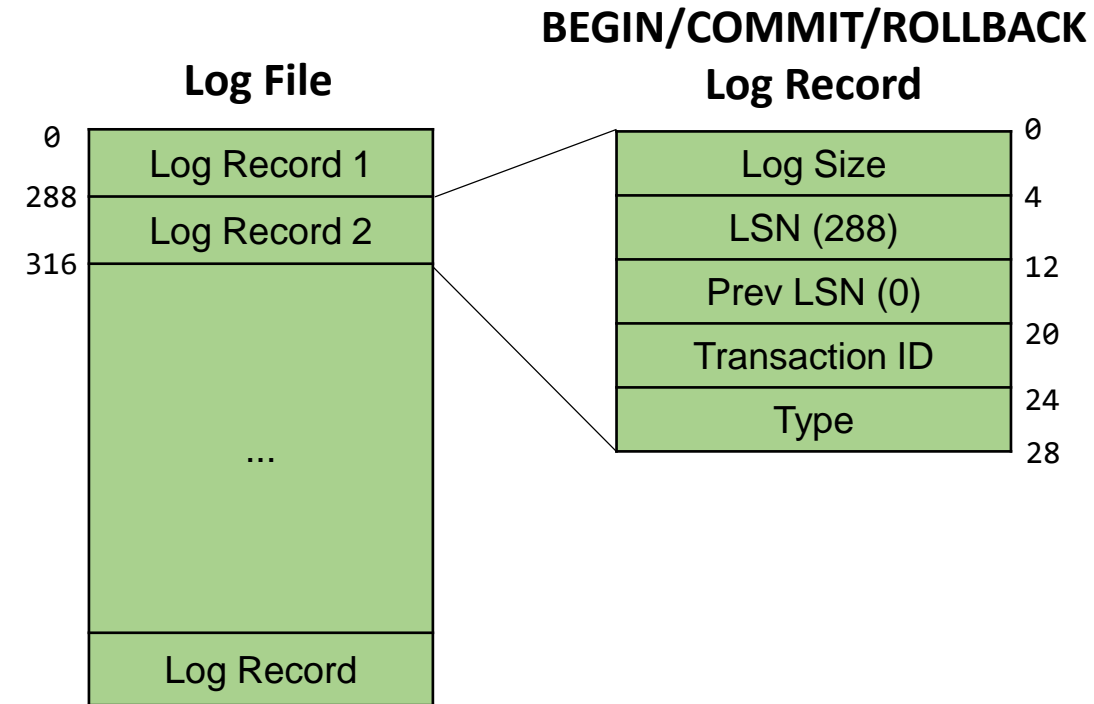 Log File
0
Log Record 1
288
Log Record 2
316
...
Log Record
BEGIN/COMMIT/ROLLBACK
Log Record
0
Log Size
4
LSN (288)
12
Prev LSN (0)
20
Transaction ID
24
Type
28